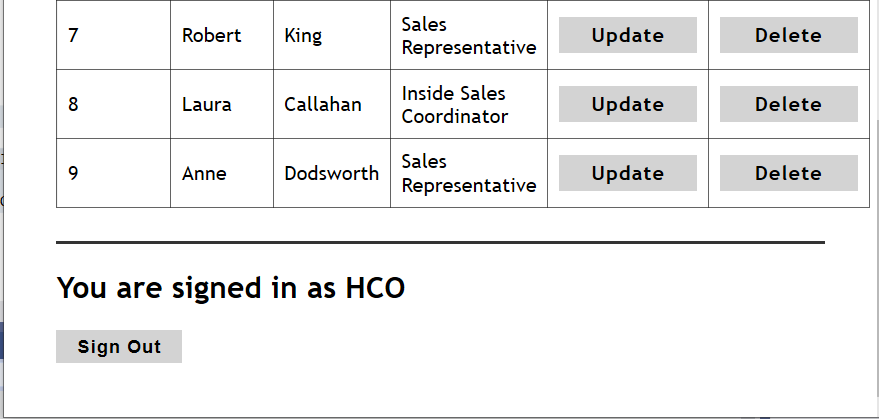 7 Robert King Sales Representative Update Delete
8 Laura Callahan Inside Sales Coordinator Update Delete
9 Anne Dodsworth Sales Representative Update Delete
You are signed in as HCO
Sign Out